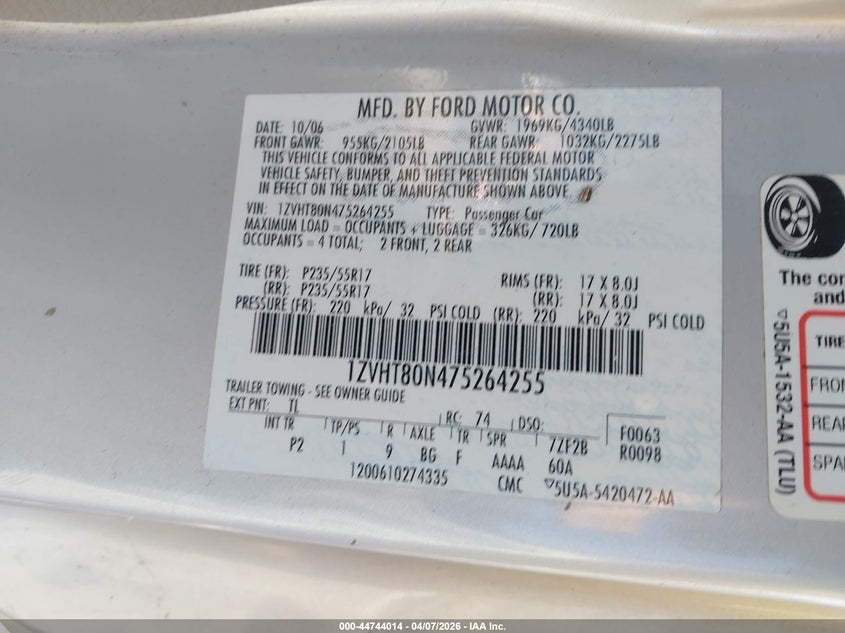 MFD. BY FORD MOTOR CO.
DATE: 10/06 GVWR: 1969KG/4340LB
FRONT GAWR: 955KG/2105LB REAR GAWR: 1032KG/2275LB
THIS VEHICLE CONFORMS TO ALL APPLICABLE FEDERAL MOTOR
VEHICLE SAFETY, BUMPER, AND THEFT PREVENTION STANDARDS
IN EFFECT ON THE DATE OF MANUFACTURE SHOWN ABOVE.
VIN: 1ZVHT80N475264255 TYPE: Passenger Car
MAXIMUM LOAD = OCCUPANTS + LUGGAGE = 326KG/ 720LB
OCCUPANTS = 4 TOTAL; 2 FRONT, 2 REAR
TIRE (FR): P235/55R17 RIMS (FR): 17 X 8.0J
(RR): P235/55R17 (RR): 17 X 8.0J
PRESSURE (FR): 220 kPa/ 32 PSI COLD (RR): 220 kPa/ 32 PSI COLD
1ZVHT80N475264255
TRAILER TOWING - SEE OWNER GUIDE
EXT PNT: TL RC: 74 DSO: F0063
INT TR TP/PS R AXLE TR SPR 7ZF2B R0098
P2 1 9 BG F AAAA 60A
1200610274335 CMC ▽5U5A-5420472-AA
The
and
TIRE
FRO
REA
SPA
▽5U5A-1532-AA (TLU)
000-44744014 - 04/07/2026 - IAA Inc.